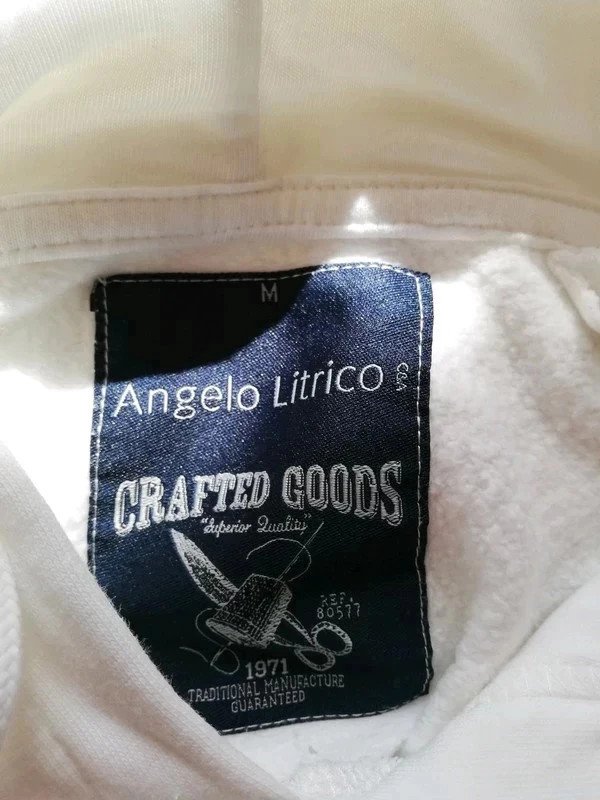 M
Angelo Litrico C&A
CRAFTED GOODS
"Superior Quality"
REF.
80577
1971
TRADITIONAL MANUFACTURE
GUARANTEED